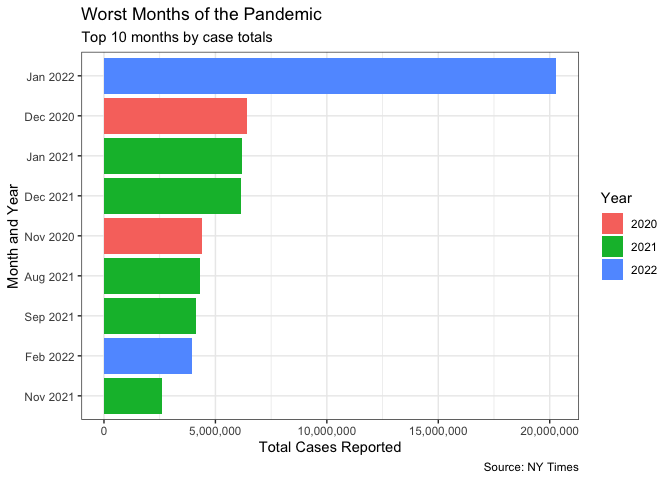 Worst Months of the Pandemic
Top 10 months by case totals
Month and Year
Jan 2022
Dec 2020
Jan 2021
Dec 2021
Nov 2020
Aug 2021
Sep 2021
Feb 2022
Nov 2021
0
5,000,000
10,000,000
15,000,000
20,000,000
Total Cases Reported
Year
2020
2021
2022
Source: NY Times